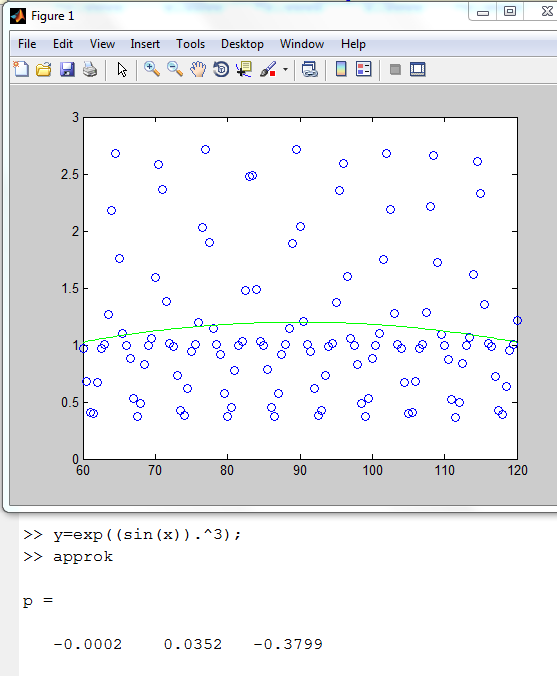 Figure 1
File Edit View Insert Tools Desktop Window Help
3
2.5
2
1.5
1
0.5
0
60 70 80 90 100 110 120
>> y=exp((sin(x)).^3);
>> approk
p =
-0.0002 0.0352 -0.3799